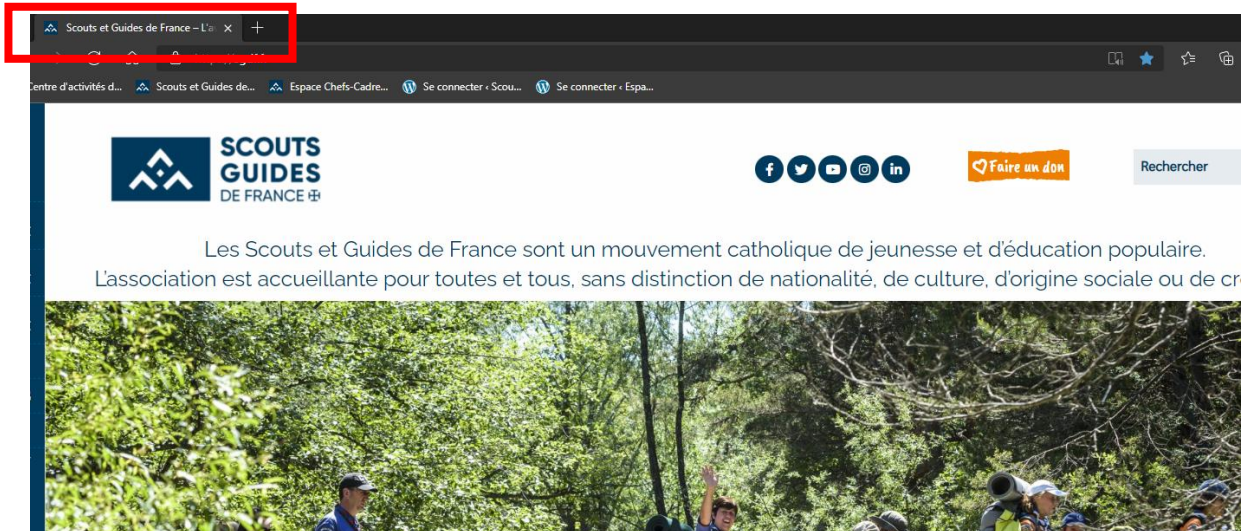 Scouts et Guides de France – L'a
Centre d'activités d...
Scouts et Guides de...
Espace Chefs-Cadre...
Se connecter ‹ Scou...
Se connecter ‹ Espa...
SCOUTS
GUIDES
DE FRANCE
Faire un don
Rechercher
Les Scouts et Guides de France sont un mouvement catholique de jeunesse et d'éducation populaire.
L'association est accueillante pour toutes et tous, sans distinction de nationalité, de culture, d'origine sociale ou de cr